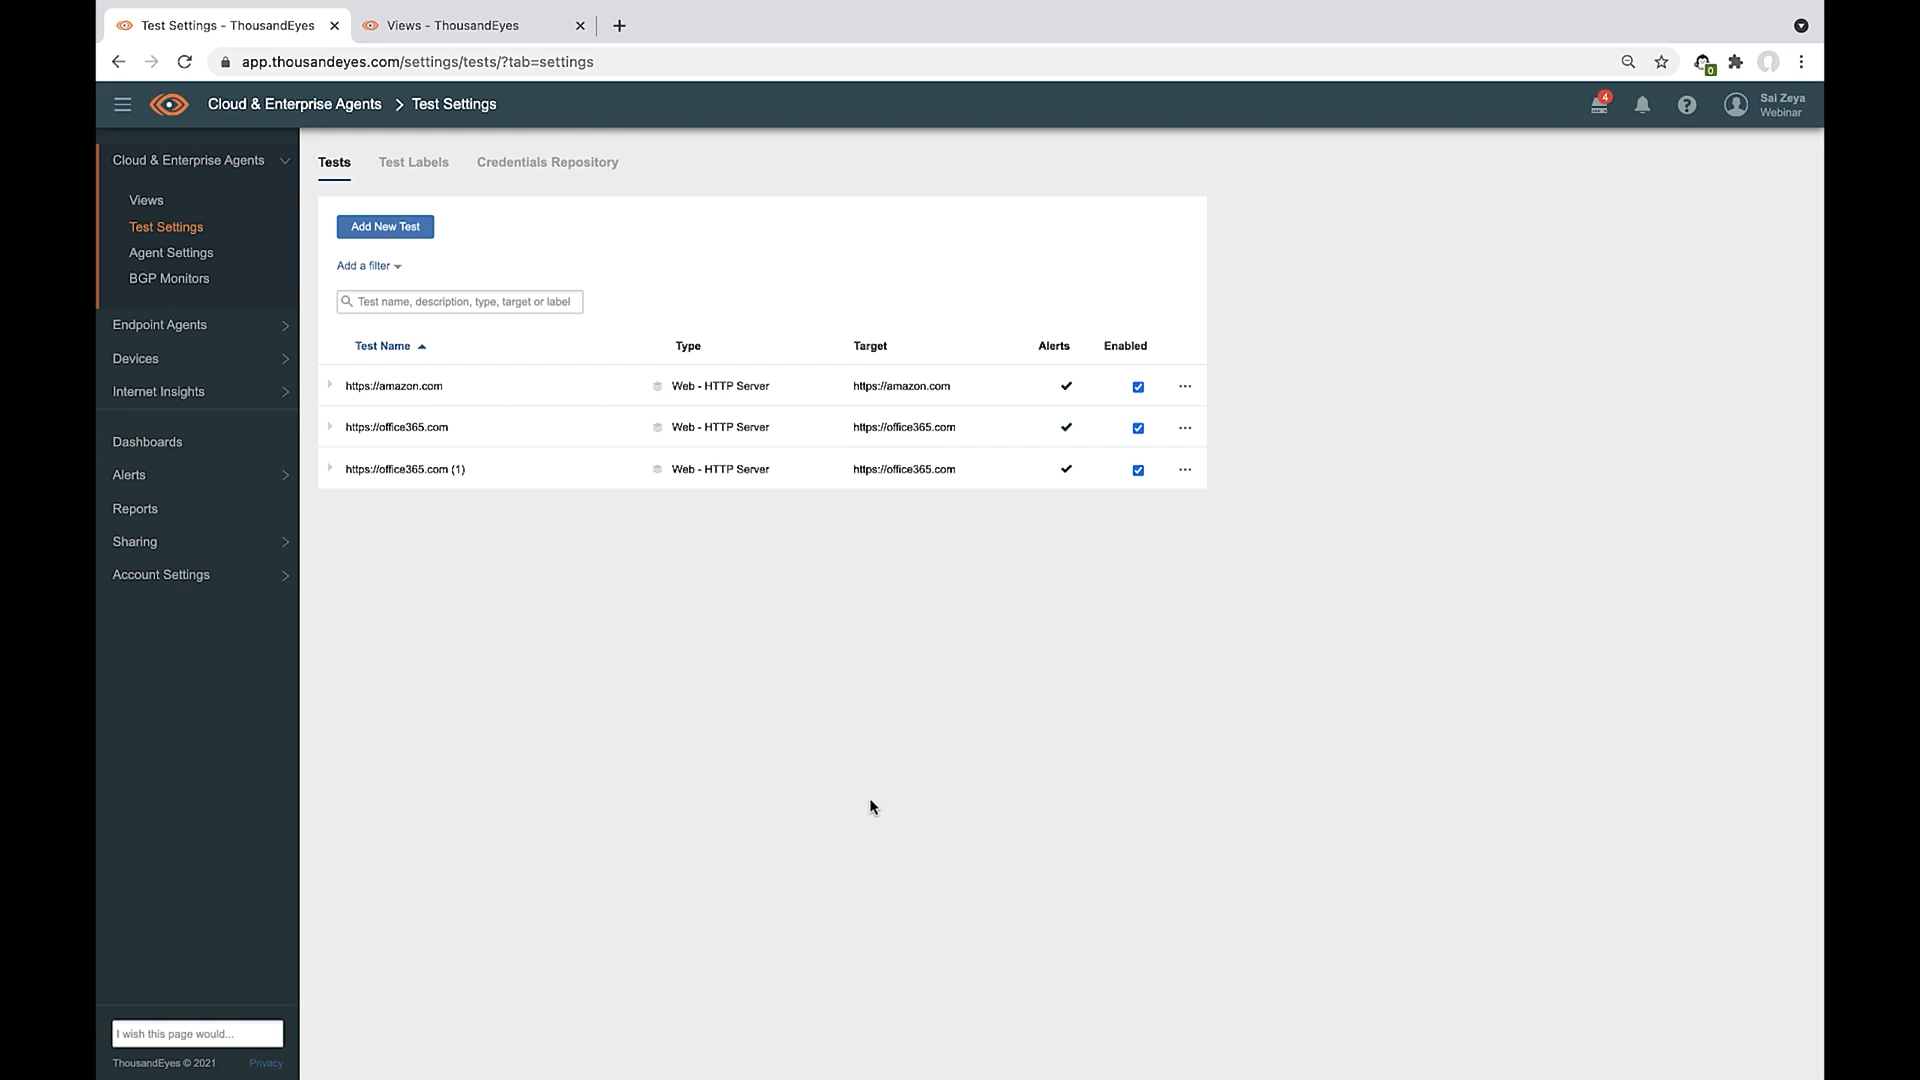 Test Settings - ThousandEyes
Views - ThousandEyes
app.thousandeyes.com/settings/tests/?tab=settings
0
Cloud & Enterprise Agents > Test Settings
4
Sai Zeya
Webinar
Cloud & Enterprise Agents
Views
Test Settings
Agent Settings
BGP Monitors
Endpoint Agents
Devices
Internet Insights
Dashboards
Alerts
Reports
Sharing
Account Settings
I wish this page would...
ThousandEyes © 2021 Privacy
Tests Test Labels Credentials Repository
Add New Test
Add a filter
Test name, description, type, target or label
Test Name Type Target Alerts Enabled
https://amazon.com Web - HTTP Server https://amazon.com
https://office365.com Web - HTTP Server https://office365.com
https://office365.com (1) Web - HTTP Server https://office365.com